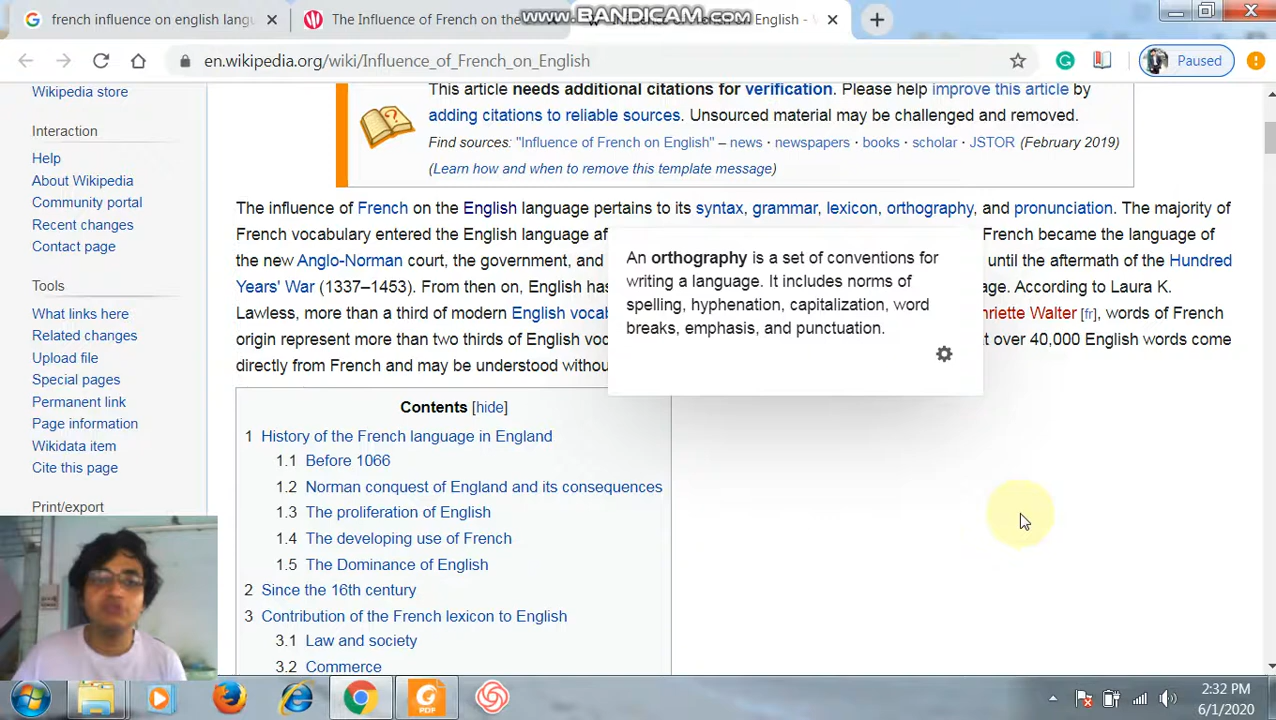 french influence on english lang
The Influence of French on the
www.BANDICAM.com
English -
en.wikipedia.org/wiki/Influence_of_French_on_English
Paused
Wikipedia store
Interaction
Help
About Wikipedia
Community portal
Recent changes
Contact page
Tools
What links here
Related changes
Upload file
Special pages
Permanent link
Page information
Wikidata item
Cite this page
Print/export
This article needs additional citations for verification. Please help improve this article by
adding citations to reliable sources. Unsourced material may be challenged and removed.
Find sources: "Influence of French on English" – news · newspapers · books · scholar · JSTOR (February 2019)
(Learn how and when to remove this template message)
The influence of French on the English language pertains to its syntax, grammar, lexicon, orthography, and pronunciation. The majority of
French vocabulary entered the English language af
French became the language of
the new Anglo-Norman court, the government, and
until the aftermath of the Hundred
Years' War (1337–1453). From then on, English has
age. According to Laura K.
Lawless, more than a third of modern English vocab
nriette Walter [fr], words of French
origin represent more than two thirds of English voc
at over 40,000 English words come
directly from French and may be understood withou
An orthography is a set of conventions for
writing a language. It includes norms of
spelling, hyphenation, capitalization, word
breaks, emphasis, and punctuation.
Contents [hide]
1 History of the French language in England
1.1 Before 1066
1.2 Norman conquest of England and its consequences
1.3 The proliferation of English
1.4 The developing use of French
1.5 The Dominance of English
2 Since the 16th century
3 Contribution of the French lexicon to English
3.1 Law and society
3.2 Commerce
PDF
2:32 PM
6/1/2020